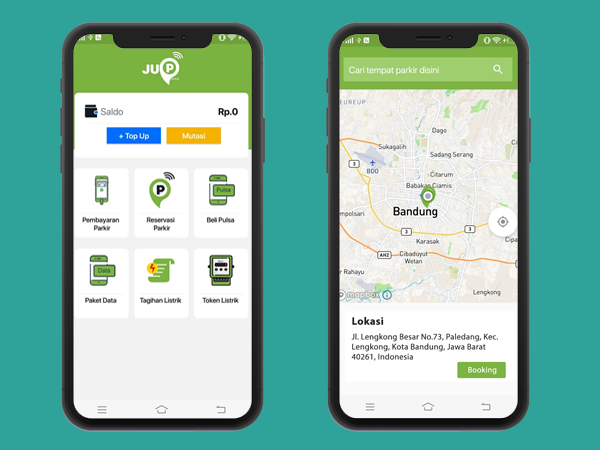 JUP
Saldo
Rp.0
+ Top Up
Mutasi
Pembayaran
Parkir
P
Reservasi
Parkir
Pulsa
Beli Pulsa
Data
Paket Data
Tagihan Listrik
Token Listrik
Cari tempat parkir disini
EUREUP
Dago
Sukagalih
Sadang Serang
BDO
Citarum
Babakan Ciamis
Bandung
mpolsari
3
Karasak
3
Cipa
AH2
Cibaduyut
Wetan
3
r Rahayu
Lengkong
mapbox
Lokasi
Jl. Lengkong Besar No.73, Paledang, Kec.
Lengkong, Kota Bandung, Jawa Barat
40261, Indonesia
Booking